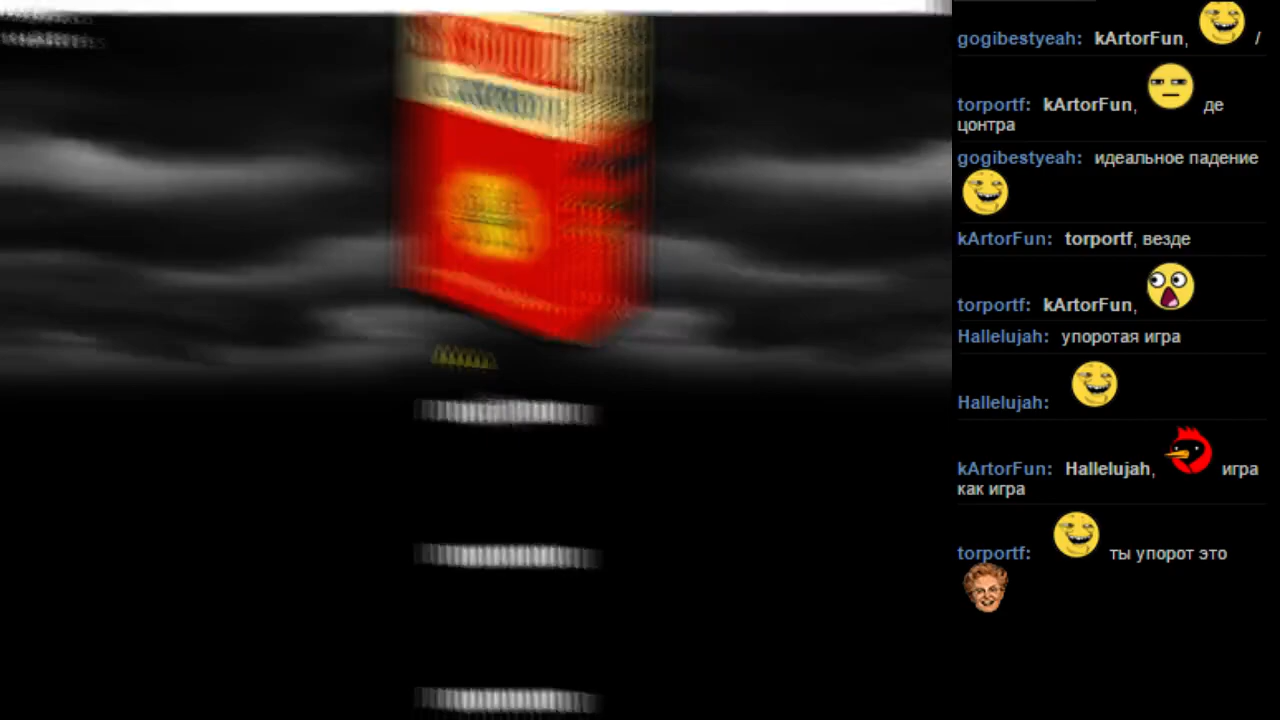 gogibestyeah: kArtorFun, /
torportf: kArtorFun, де
цонтра
gogibestyeah: идеальное падение
kArtorFun: torportf, везде
torportf: kArtorFun,
Hallelujah: упоротая игра
Hallelujah:
kArtorFun: Hallelujah, игра
как игра
torportf: ты упорот это